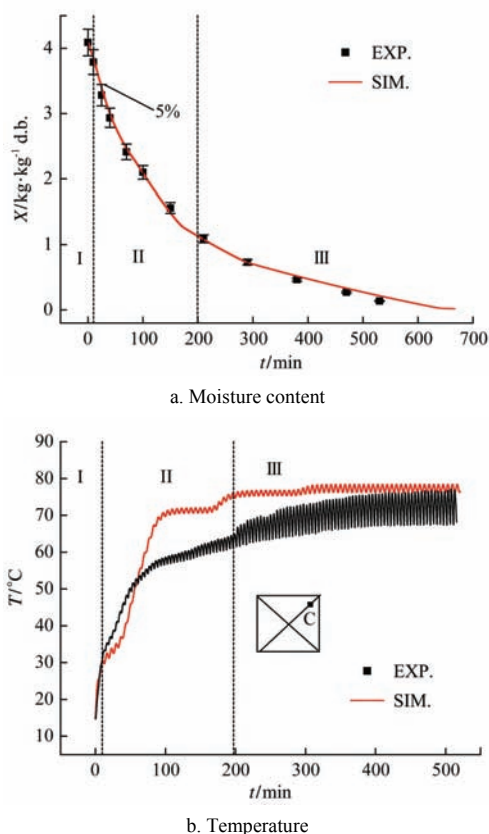 4
3
2
1
0
X/kg·kg⁻¹ d.b.
EXP.
SIM.
5%
I
II
III
0 100 200 300 400 500 600 700
t/min
a. Moisture content
90
80
70
60
50
40
30
20
10
T/°C
I
II
III
C
EXP.
SIM.
0 100 200 300 400 500
t/min
b. Temperature